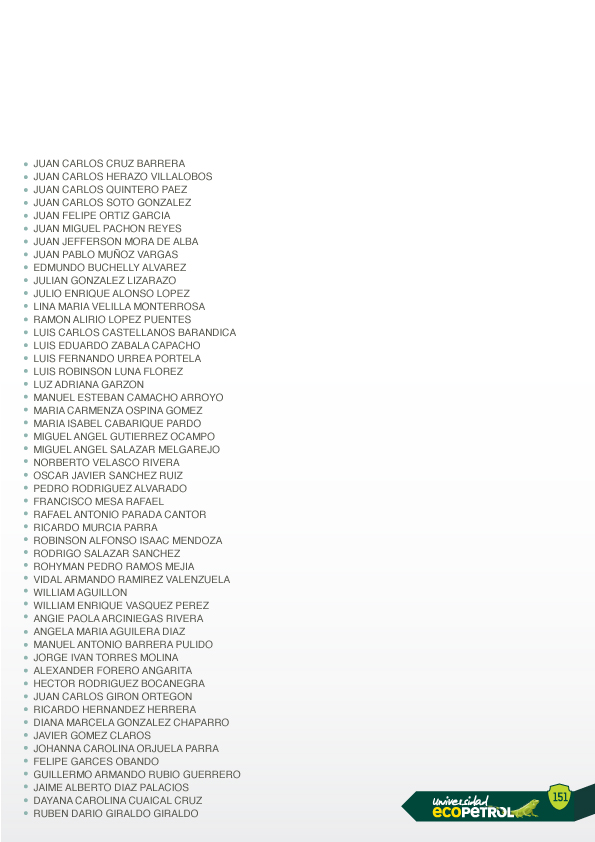 • JUAN CARLOS CRUZ BARRERA
• JUAN CARLOS HERAZO VILLALOBOS
• JUAN CARLOS QUINTERO PAEZ
• JUAN CARLOS SOTO GONZALEZ
• JUAN FELIPE ORTIZ GARCIA
• JUAN MIGUEL PACHON REYES
• JUAN JEFFERSON MORA DE ALBA
• JUAN PABLO MUÑOZ VARGAS
• EDMUNDO BUCHELLY ALVAREZ
• JULIAN GONZALEZ LIZARAZO
• JULIO ENRIQUE ALONSO LOPEZ
• LINA MARIA VELILLA MONTERROSA
• RAMON ALIRIO LOPEZ PUENTES
• LUIS CARLOS CASTELLANOS BARANDICA
• LUIS EDUARDO ZABALA CAPACHO
• LUIS FERNANDO URREA PORTELA
• LUIS ROBINSON LUNA FLOREZ
• LUZ ADRIANA GARZON
• MANUEL ESTEBAN CAMACHO ARROYO
• MARIA CARMENZA OSPINA GOMEZ
• MARIA ISABEL CABARIQUE PARDO
• MIGUEL ANGEL GUTIERREZ OCAMPO
• MIGUEL ANGEL SALAZAR MELGAREJO
• NORBERTO VELASCO RIVERA
• OSCAR JAVIER SANCHEZ RUIZ
• PEDRO RODRIGUEZ ALVARADO
• FRANCISCO MESA RAFAEL
• RAFAEL ANTONIO PARADA CANTOR
• RICARDO MURCIA PARRA
• ROBINSON ALFONSO ISAAC MENDOZA
• RODRIGO SALAZAR SANCHEZ
• ROHYMAN PEDRO RAMOS MEJIA
• VIDAL ARMANDO RAMIREZ VALENZUELA
• WILLIAM AGUILLON
• WILLIAM ENRIQUE VASQUEZ PEREZ
• ANGIE PAOLA ARCINIEGAS RIVERA
• ANGELA MARIA AGUILERA DIAZ
• MANUEL ANTONIO BARRERA PULIDO
• JORGE IVAN TORRES MOLINA
• ALEXANDER FORERO ANGARITA
• HECTOR RODRIGUEZ BOCANEGRA
• JUAN CARLOS GIRON ORTEGON
• RICARDO HERNANDEZ HERRERA
• DIANA MARCELA GONZALEZ CHAPARRO
• JAVIER GOMEZ CLAROS
• JOHANNA CAROLINA ORJUELA PARRA
• FELIPE GARCES OBANDO
• GUILLERMO ARMANDO RUBIO GUERRERO
• JAIME ALBERTO DIAZ PALACIOS
• DAYANA CAROLINA CUAICAL CRUZ
• RUBEN DARIO GIRALDO GIRALDO
universidad
ecoPETROL
151